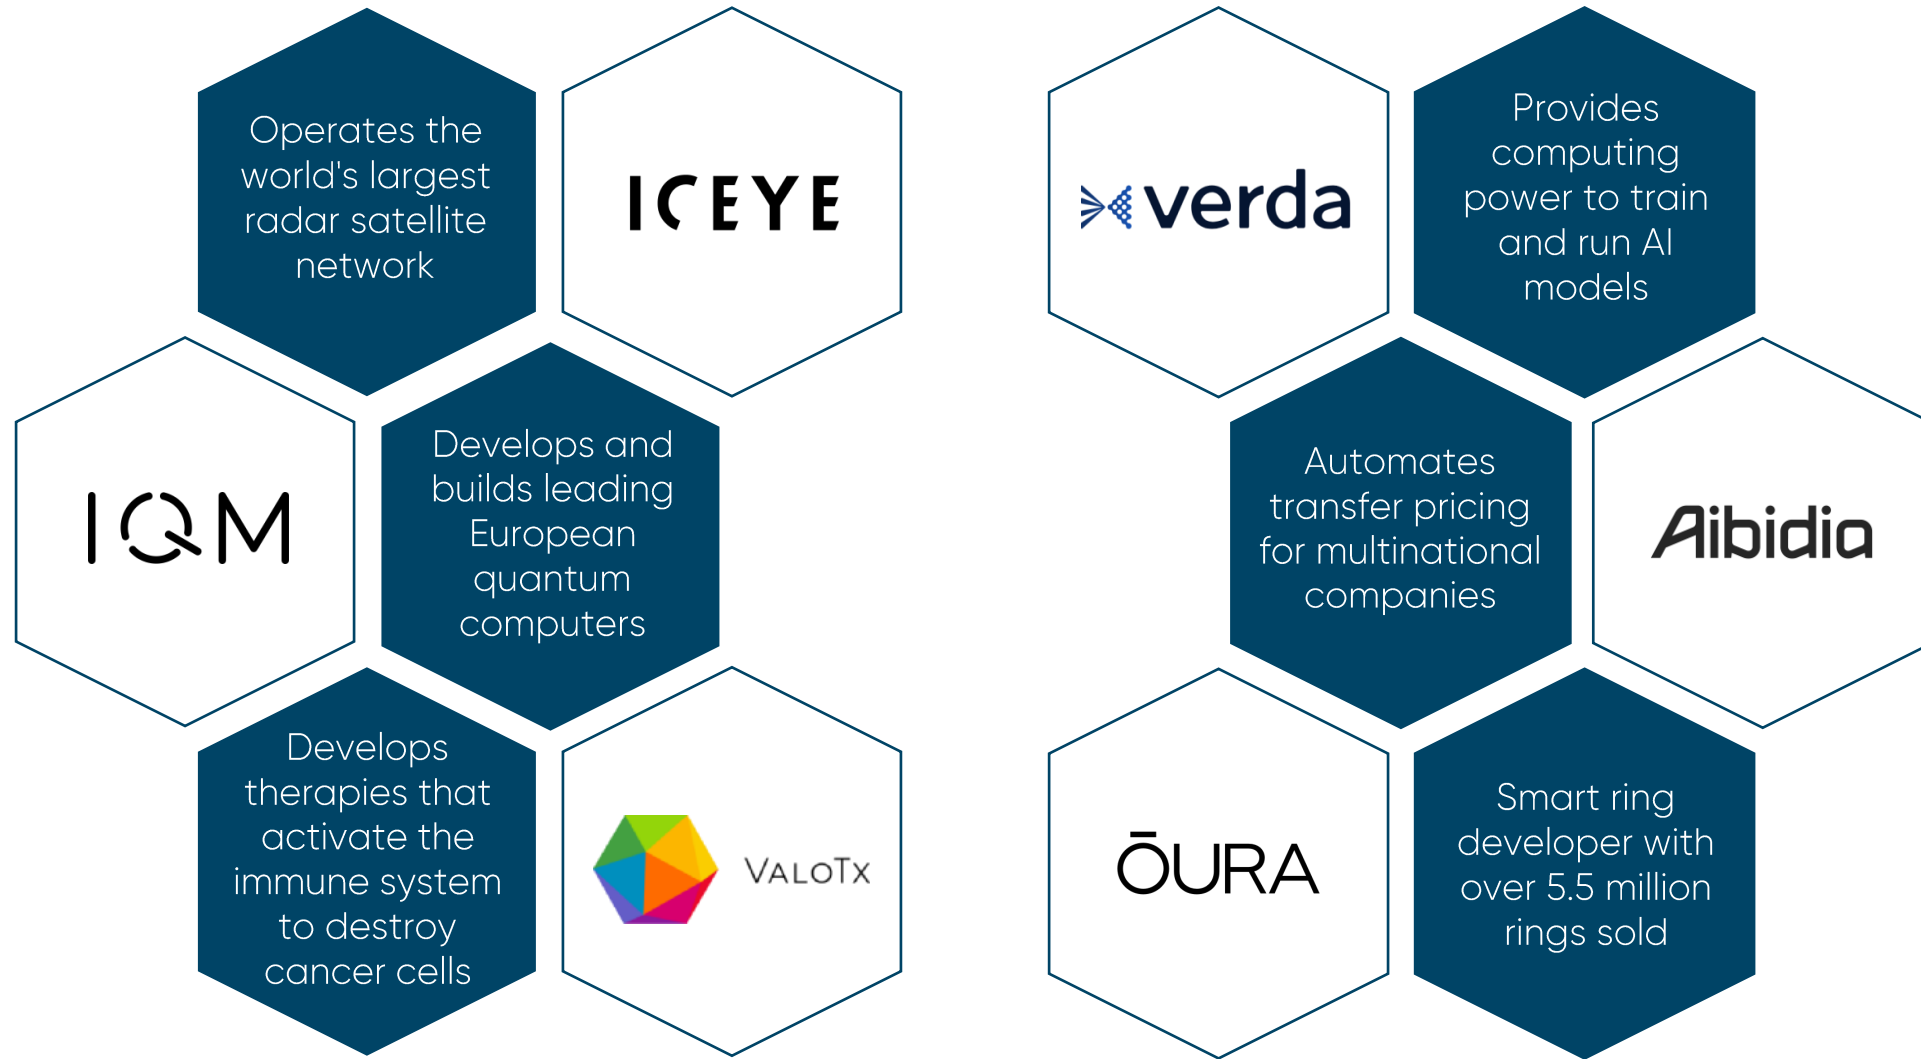 Operates the
world's largest
radar satellite
network
ICEYE
IQM
Develops and
builds leading
European
quantum
computers
Develops
therapies that
activate the
immune system
to destroy
cancer cells
VALOTX
verda
Provides
computing
power to train
and run AI
models
Automates
transfer pricing
for multinational
companies
Aibidia
ŌURA
Smart ring
developer with
over 5.5 million
rings sold